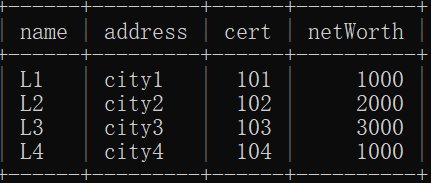 name address cert netWorth
L1 city1 101 1000
L2 city2 102 2000
L3 city3 103 3000
L4 city4 104 1000